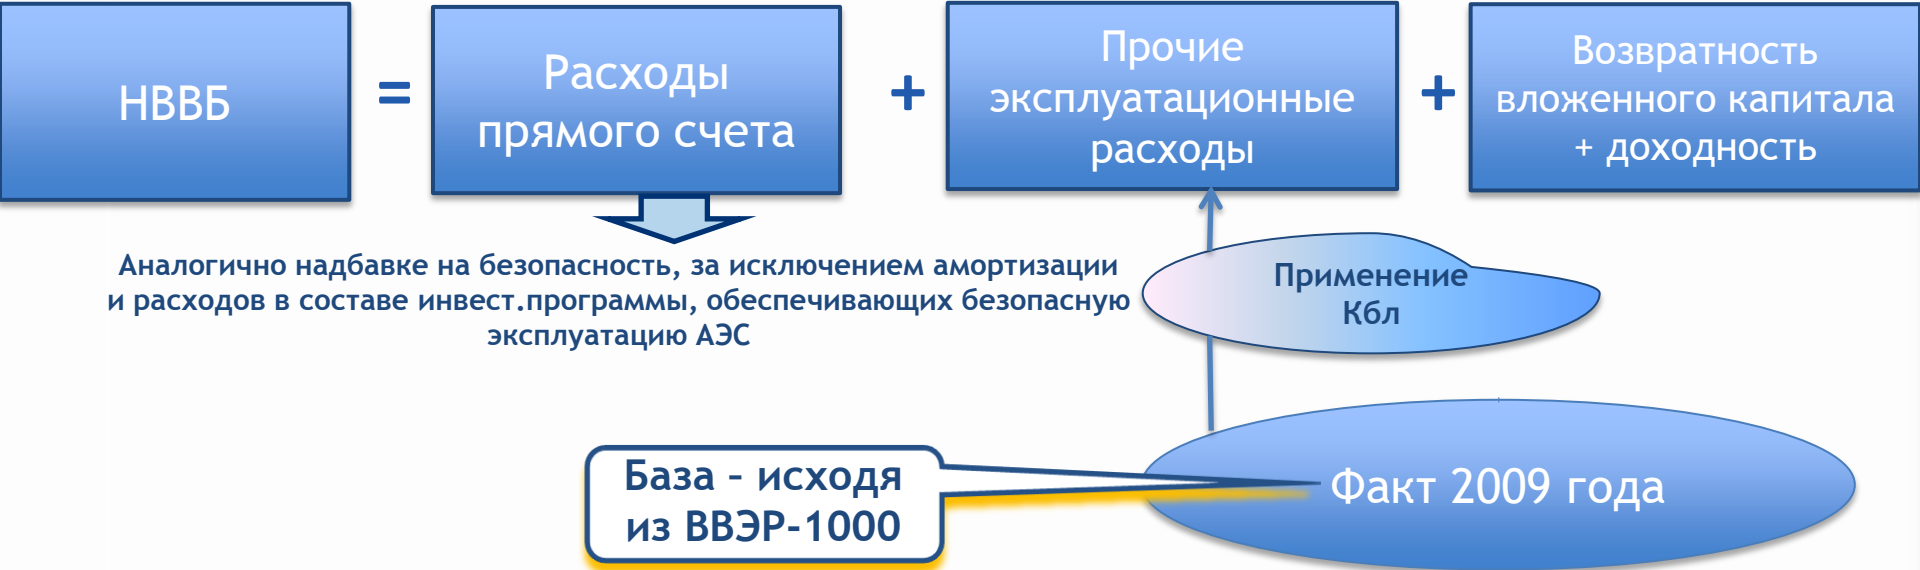 НВВБ
=
Расходы
прямого счета
+
Прочие
эксплуатационные
расходы
+
Возвратность
вложенного капитала
+ доходность
Аналогично надбавке на безопасность, за исключением амортизации
и расходов в составе инвест.программы, обеспечивающих безопасную
эксплуатацию АЭС
Применение
Кбл
База – исходя
из ВВЭР-1000
Факт 2009 года